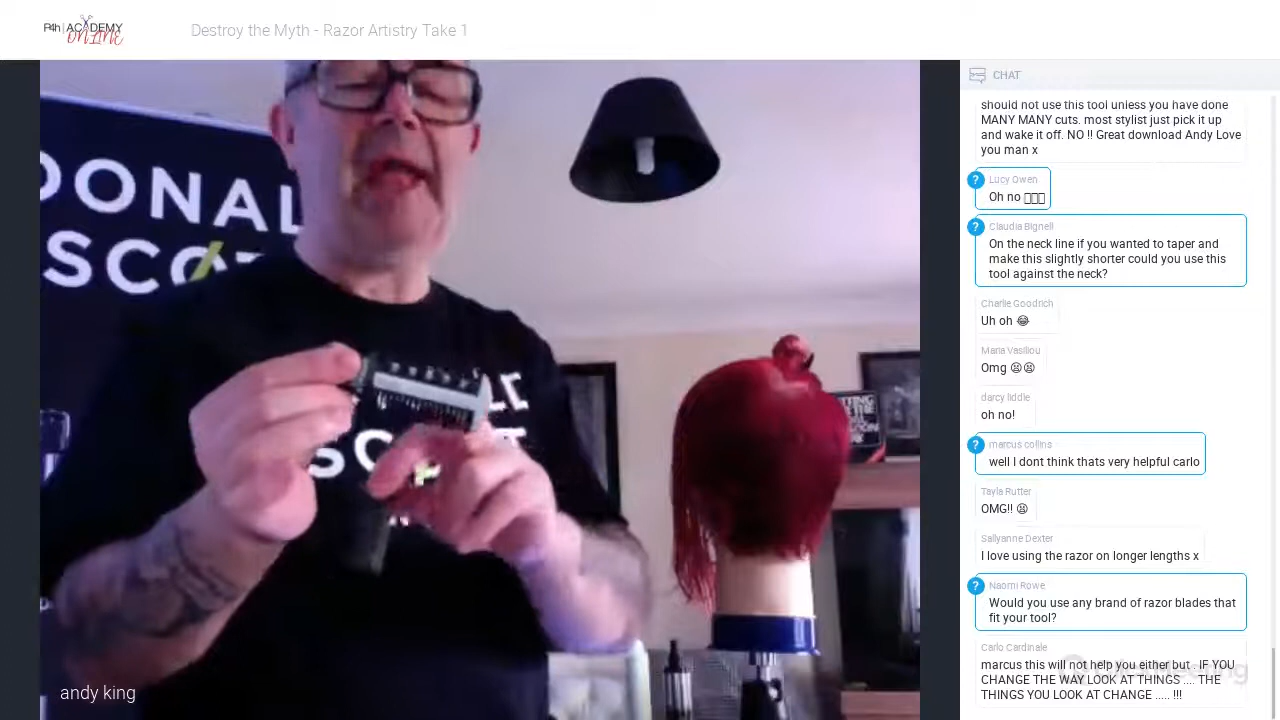 P4h | ACADEMY
ONLINE
Destroy the Myth - Razor Artistry Take 1
CHAT
should not use this tool unless you have done
MANY MANY cuts. most stylist just pick it up
and wake it off. NO !! Great download Andy Love
you man x
Lucy Owen
Oh no
Claudia Bignell
On the neck line if you wanted to taper and
make this slightly shorter could you use this
tool against the neck?
Charlie Goodrich
Uh oh 😂
Maria Vasiliou
Omg 😩😩
darcy liddle
oh no!
marcus collins
well I dont think thats very helpful carlo
Tayla Rutter
OMG!! 😩
Sallyanne Dexter
I love using the razor on longer lengths x
Naomi Rowe
Would you use any brand of razor blades that
fit your tool?
Carlo Cardinale
marcus this will not help you either but .. IF YOU
CHANGE THE WAY LOOK AT THINGS .... THE
THINGS YOU LOOK AT CHANGE ..... !!!
DONAL
SCOT
andy king